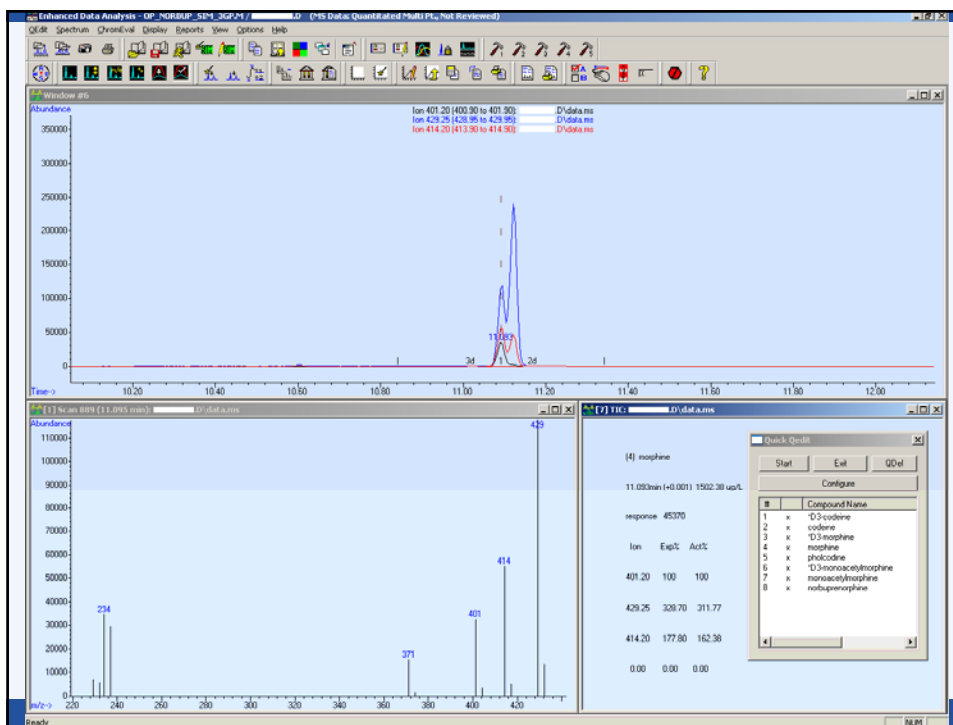 Enhanced Data Analysis - OP_NORBUP_SIM_3GP.M / .D (MS Data: Quantitated Multi Pt., Not Reviewed)
QEdit Spectrum ChromEval Display Reports View Options Help
Window #6
Abundance
Ion 401.20 (400.90 to 401.90): .D\data.ms
Ion 429.25 (428.95 to 429.95): .D\data.ms
Ion 414.20 (413.90 to 414.90): .D\data.ms
350000
300000
250000
200000
150000
100000
50000
0
11.093
3d 1 2d
Time-->
10.20 10.40 10.60 10.80 11.00 11.20 11.40 11.60 11.80 12.00
[1] Scan 889 (11.095 min): .D\data.ms
Abundance
110000
100000
90000
80000
70000
60000
50000
40000
30000
20000
10000
0
234
371
401
414
429
m/z-->
220 240 260 280 300 320 340 360 380 400 420 440
[7] TIC: .D\data.ms
(4) morphine
11.093min (+0.001) 1502.38 ug/L
response 45370
Ion Exp% Act%
401.20 100 100
429.25 328.70 311.77
414.20 177.80 162.38
0.00 0.00 0.00
Quick Qedit
Start Exit QDel
Configure
# Compound Name
1 x *D3-codeine
2 x codeine
3 x *D3-morphine
4 x morphine
5 x pholcodine
6 x *D3-monoacetylmorphine
7 x monoacetylmorphine
8 x norbuprenorphine
Ready
NUM